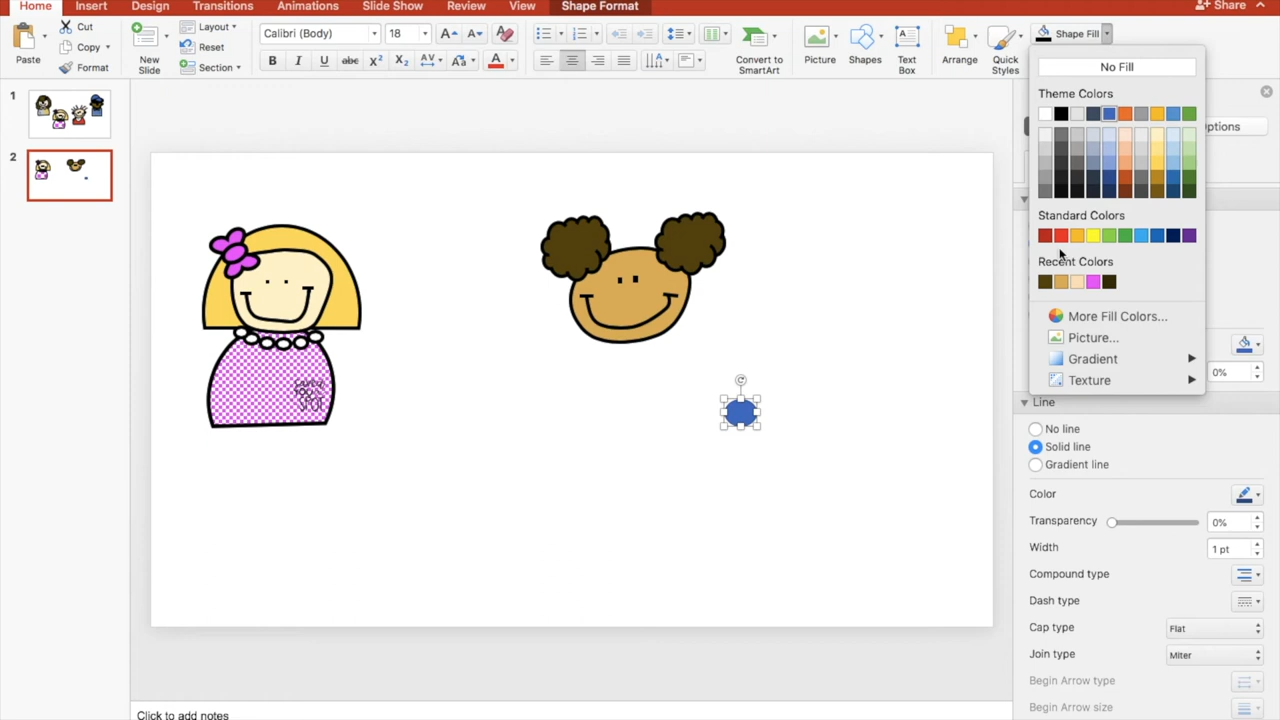 Home Insert Design Transitions Animations Slide Show Review View Shape Format Share
Paste Cut Copy Format New Slide Layout Reset Section Calibri (Body) 18 Convert to SmartArt Picture Shapes Text Box Arrange Quick Styles Shape Fill
No Fill
Theme Colors
Standard Colors
Recent Colors
More Fill Colors...
Picture...
Gradient
Texture
ptions
0%
Line
No line
Solid line
Gradient line
Color
Transparency 0%
Width 1 pt
Compound type
Dash type
Cap type Flat
Join type Miter
Begin Arrow type
Begin Arrow size
1
2
saved
you
a
SPOT
Click to add notes